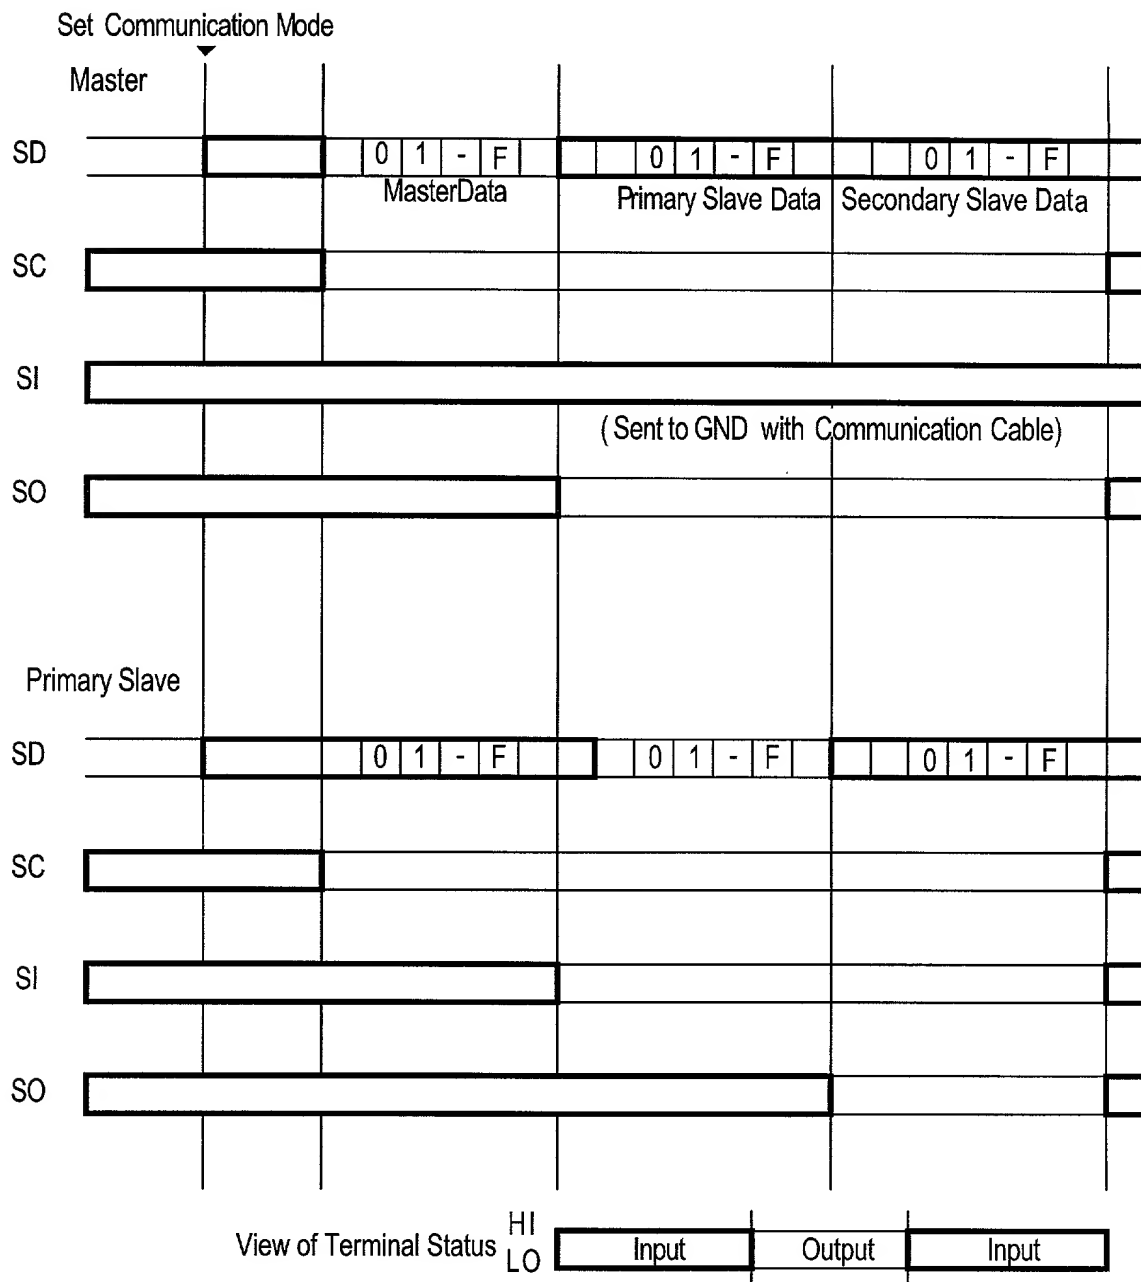 Set Communication Mode
Master
SD 0 1 - F 0 1 - F 0 1 - F
MasterData Primary Slave Data Secondary Slave Data
SC
SI
( Sent to GND with Communication Cable)
SO
Primary Slave
SD 0 1 - F 0 1 - F 0 1 - F
SC
SI
SO
View of Terminal Status HI
LO Input Output Input